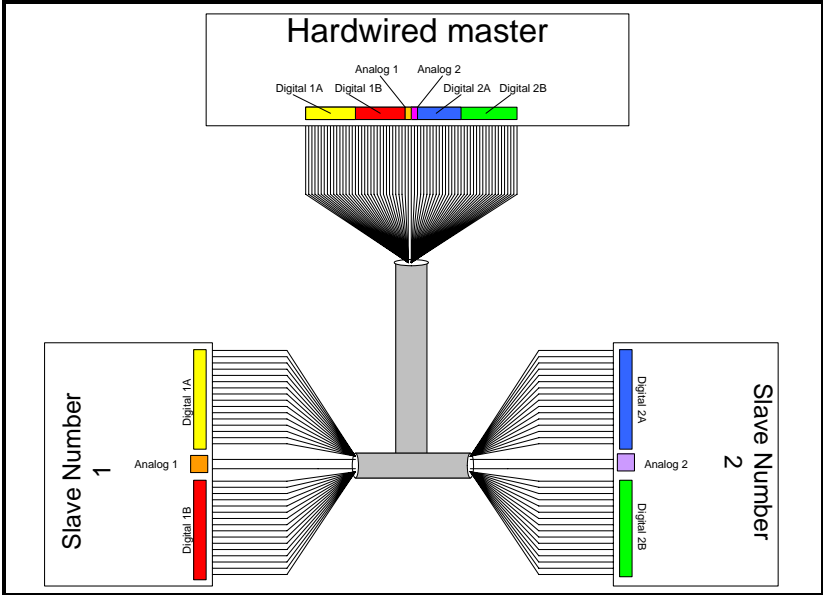 Hardwired master
Analog 1
Analog 2
Digital 1A
Digital 1B
Digital 2A
Digital 2B
Slave Number
1
Digital 1A
Analog 1
Digital 1B
Digital 2A
Analog 2
Digital 2B
Slave Number
2